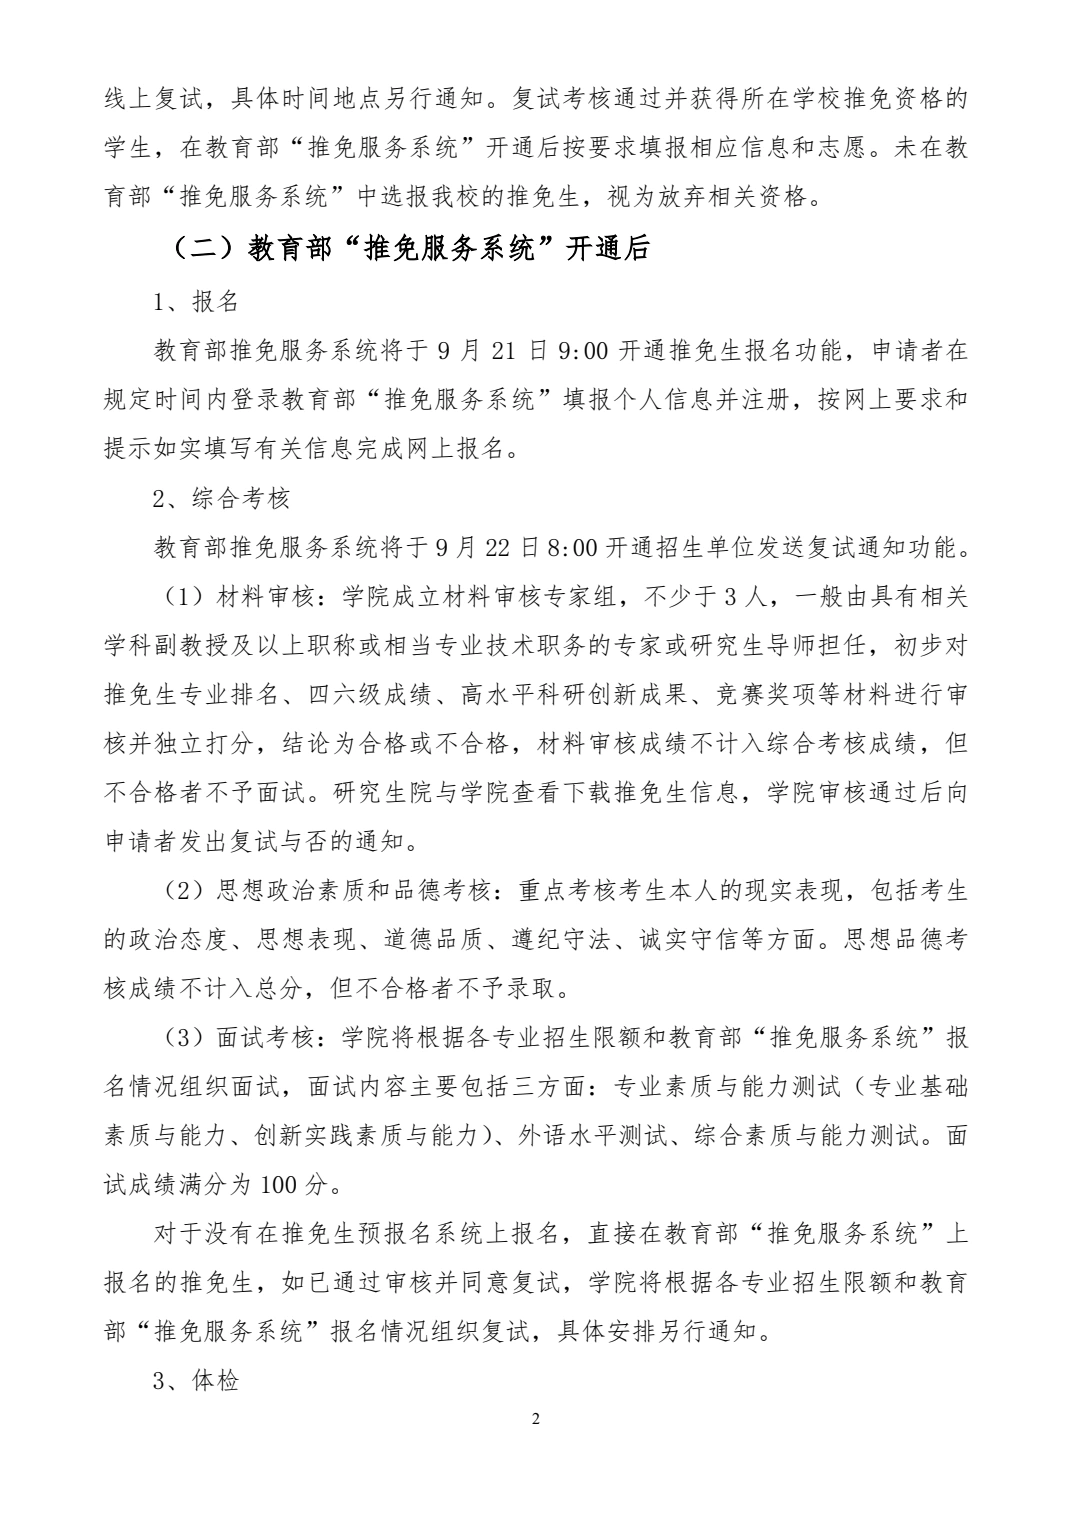 线上复试，具体时间地点另行通知。复试考核通过并获得所在学校推免资格的
学生，在教育部“推免服务系统”开通后按要求填报相应信息和志愿。未在教
育部“推免服务系统”中选报我校的推免生，视为放弃相关资格。
（二）教育部“推免服务系统”开通后
1、报名
教育部推免服务系统将于 9 月 21 日 9:00 开通推免生报名功能，申请者在
规定时间内登录教育部“推免服务系统”填报个人信息并注册，按网上要求和
提示如实填写有关信息完成网上报名。
2、综合考核
教育部推免服务系统将于 9 月 22 日 8:00 开通招生单位发送复试通知功能。
（1）材料审核：学院成立材料审核专家组，不少于 3 人，一般由具有相关
学科副教授及以上职称或相当专业技术职务的专家或研究生导师担任，初步对
推免生专业排名、四六级成绩、高水平科研创新成果、竞赛奖项等材料进行审
核并独立打分，结论为合格或不合格，材料审核成绩不计入综合考核成绩，但
不合格者不予面试。研究生院与学院查看下载推免生信息，学院审核通过后向
申请者发出复试与否的通知。
（2）思想政治素质和品德考核：重点考核考生本人的现实表现，包括考生
的政治态度、思想表现、道德品质、遵纪守法、诚实守信等方面。思想品德考
核成绩不计入总分，但不合格者不予录取。
（3）面试考核：学院将根据各专业招生限额和教育部“推免服务系统”报
名情况组织面试，面试内容主要包括三方面：专业素质与能力测试（专业基础
素质与能力、创新实践素质与能力）、外语水平测试、综合素质与能力测试。面
试成绩满分为 100 分。
对于没有在推免生预报名系统上报名，直接在教育部“推免服务系统”上
报名的推免生，如已通过审核并同意复试，学院将根据各专业招生限额和教育
部“推免服务系统”报名情况组织复试，具体安排另行通知。
3、体检
2